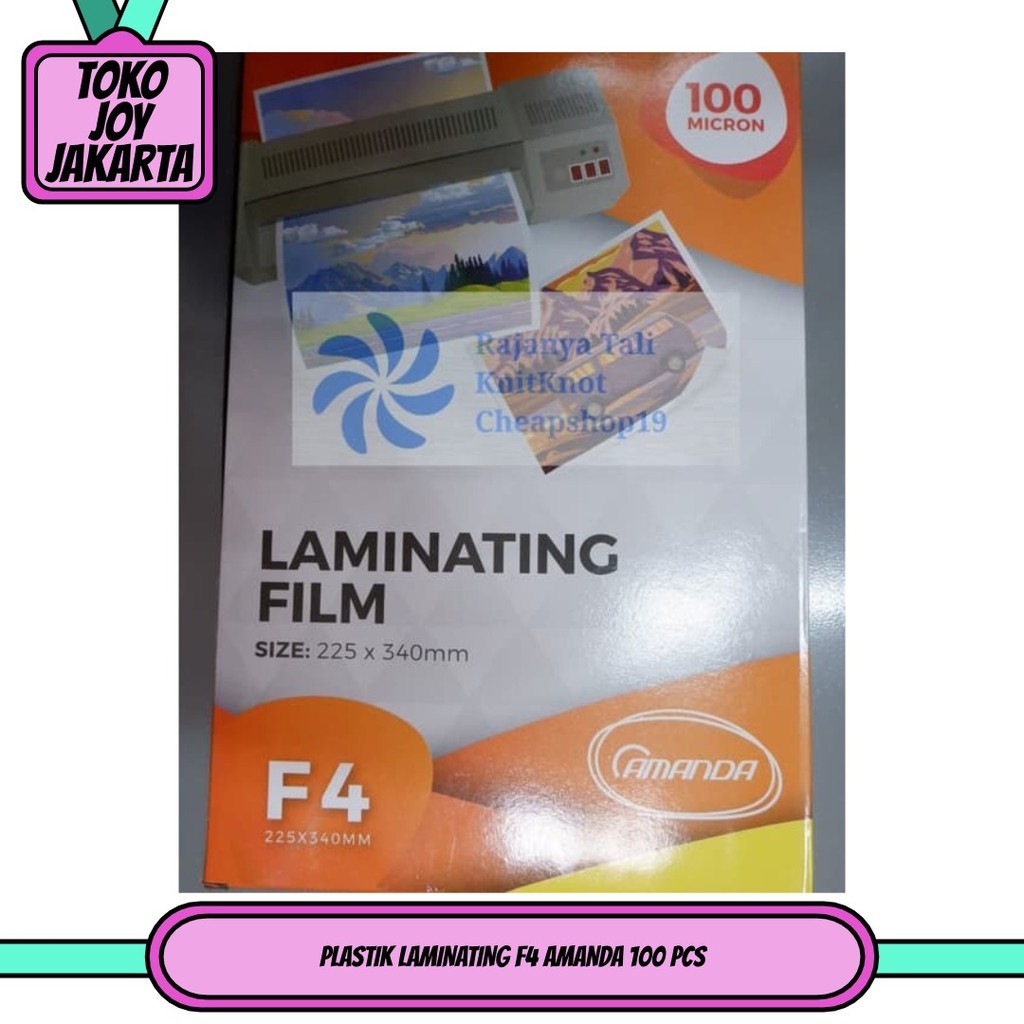 TOKO
JOY
JAKARTA
100
MICRON
Rajanya Tali
KnitKnot
Cheapshop19
LAMINATING
FILM
SIZE: 225 x 340mm
F4
225X340MM
AMANDA
PLASTIK LAMINATING F4 AMANDA 100 PCS